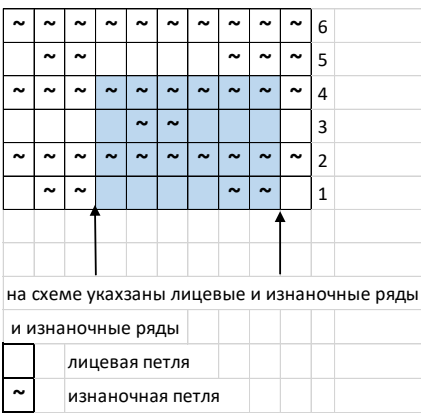 ~ ~ ~ ~ ~ ~ ~ ~ ~ ~ 6
~ ~ ~ ~ ~ 5
~ ~ ~ ~ ~ ~ ~ ~ ~ ~ 4
~ ~ 3
~ ~ ~ ~ ~ ~ ~ ~ ~ ~ 2
~ ~ ~ ~ 1
на схеме укахзаны лицевые и изнаночные ряды
и изнаночные ряды
лицевая петля
~ изнаночная петля